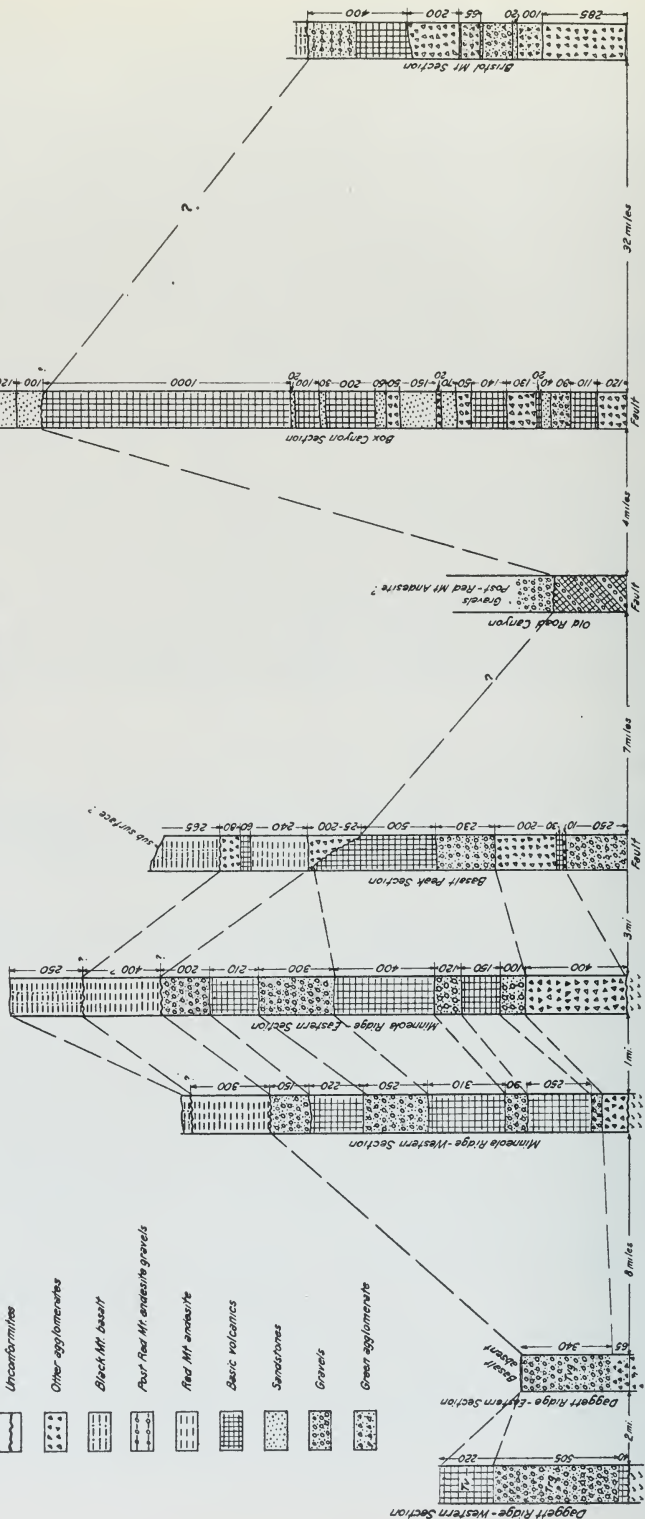 Unconformities
Other agglomerates
Black Mt. basalt
Post Red Mt. andesite gravels
Red Mt andesite
Basic volcanics
Sandstones
Gravels
Green agglomerate
Daggett Ridge - Western Section
220
505
40
Tv
2 mi.
Daggett Ridge - Eastern Section
Basalt
absent
340
65
Tvg
8 miles
Minneola Ridge - Western Section
?
300
150
220
250
310
90
250
1 mi.
Minneola Ridge - Eastern Section
?
?
250
400 ?
200
210
300
400
120
150
100
400
3 mi
Basalt Peak Section
sub surface ?
265
60-80
240
25-200
500
230
200
30
10
250
Fault
?
7 miles
Old Road Canyon
Gravels
Post-Red Mt Andesite ?
Fault
4 miles
Box Canyon Section
?
120
100
1000
20
100
30
200
60
50
150
20
70
50
140
130
20
40
90
110
120
Fault
?
32 miles
Bristol Mt Section
400
200
65
20
100
285